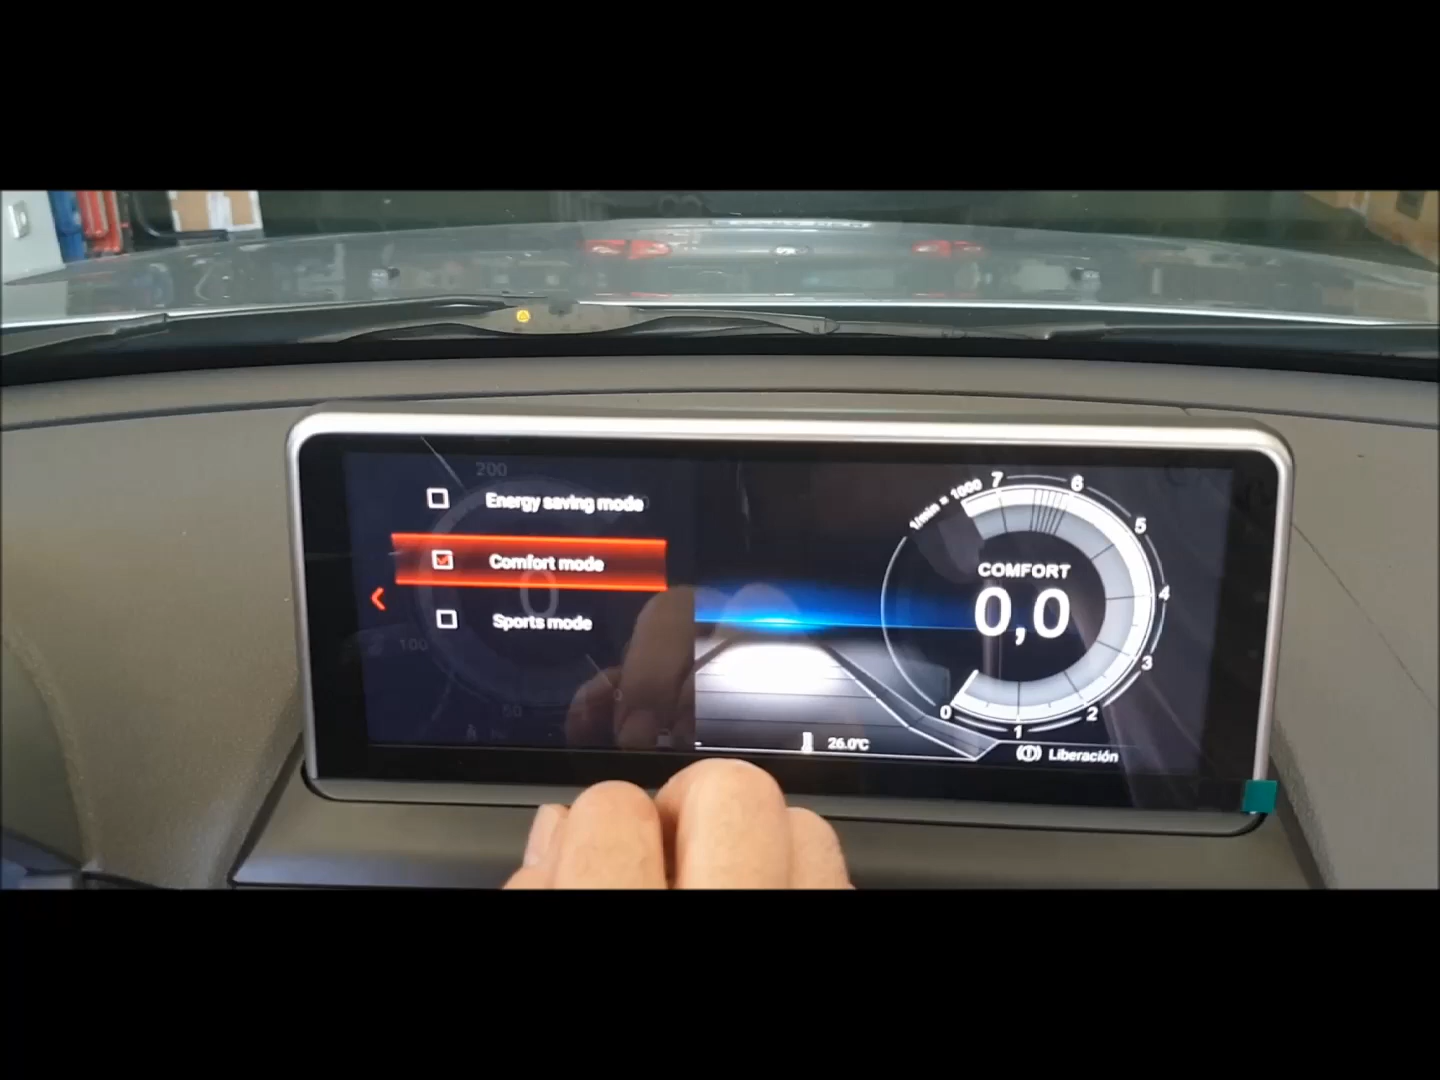 200
Energy saving mode
Comfort mode
Sports mode
0
100
50
1/min × 1000
7
6
5
4
3
2
1
0
COMFORT
0,0
26.0°C
Liberación